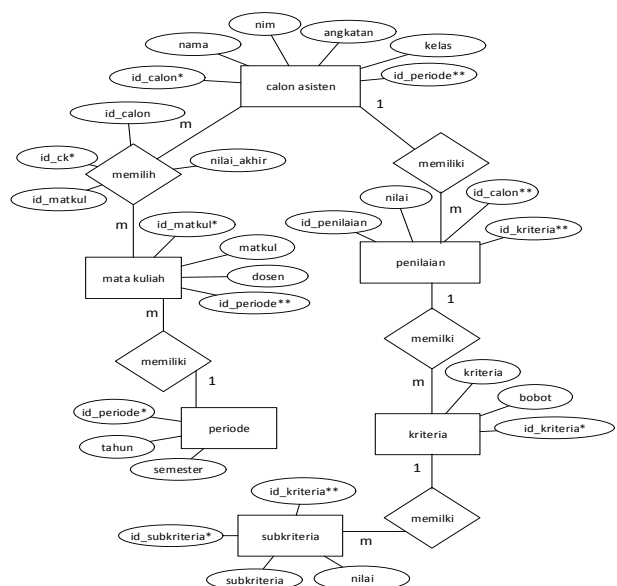 nim
nama
angkatan
kelas
id_calon*
calon asisten
id_periode**
id_calon
m
1
id_ck*
memilih
nilai_akhir
memiliki
id_matkul
nilai
id_calon**
m
m
id_matkul*
id_penilaian
id_kriteria**
matkul
mata kuliah
dosen
penilaian
id_periode**
m
1
memiliki
memilki
1
m
kriteria
id_periode*
bobot
periode
kriteria
id_kriteria*
tahun
semester
1
id_kriteria**
memilki
id_subkriteria*
subkriteria
m
subkriteria
nilai